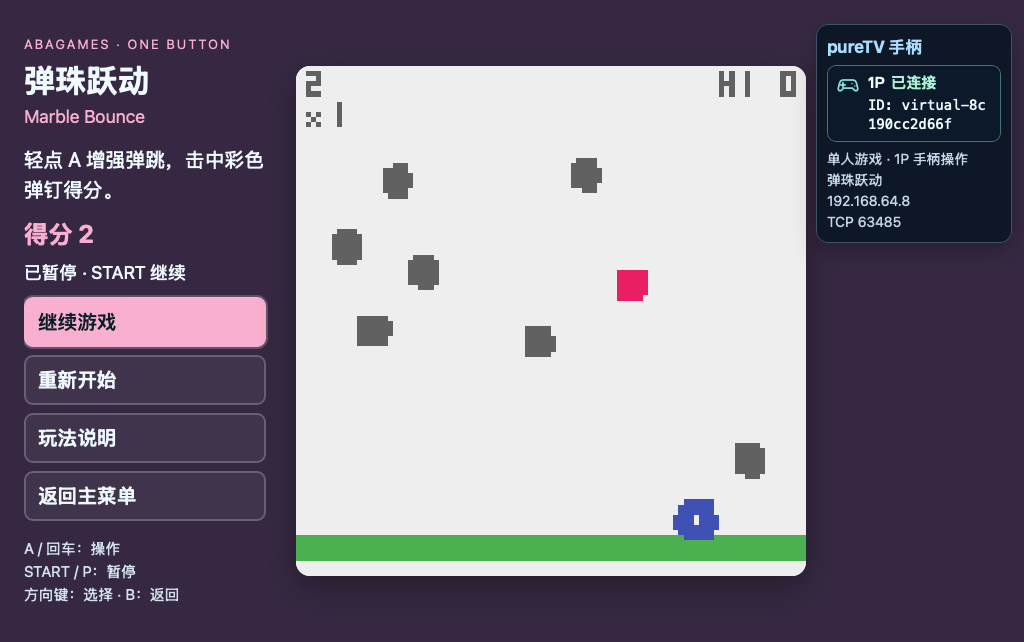 ABAGAMES · ONE BUTTON
弹珠跃动
Marble Bounce
轻点 A 增强弹跳，击中彩色
弹钉得分。
得分 2
已暂停 · START 继续
继续游戏
重新开始
玩法说明
返回主菜单
A / 回车：操作
START / P：暂停
方向键：选择 · B：返回
2
HI 0
x 1
pureTV 手柄
1P 已连接
ID: virtual-8c
190cc2d66f
单人游戏 · 1P 手柄操作
弹珠跃动
192.168.64.8
TCP 63485